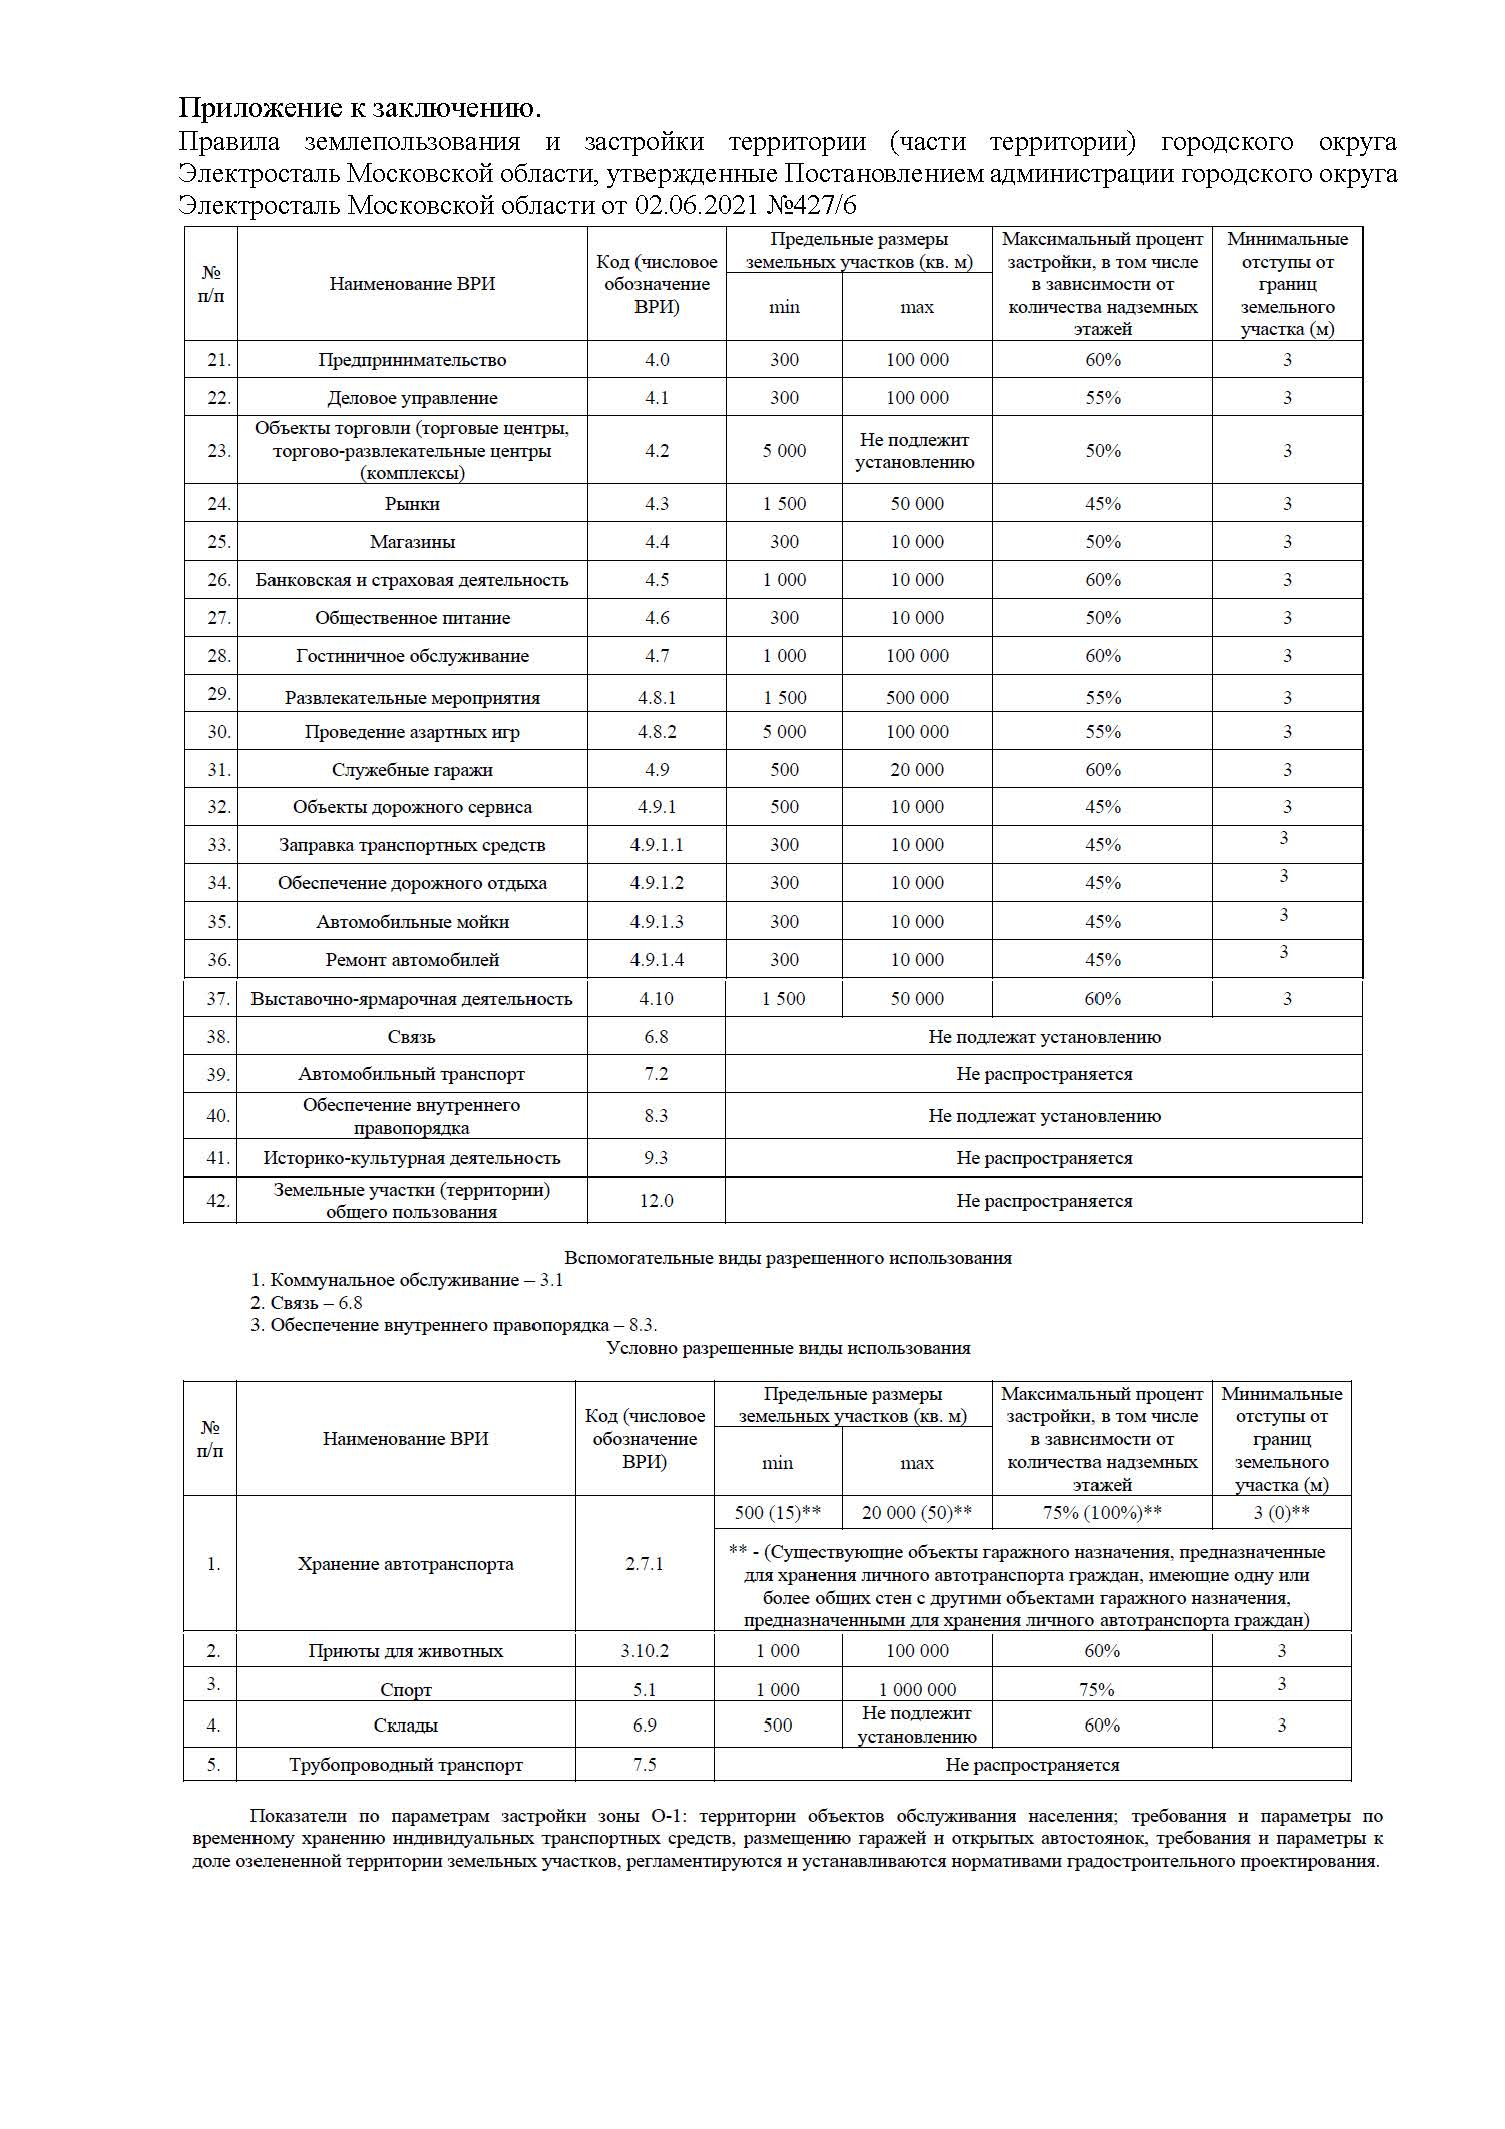 Приложение к заключению.
Правила землепользования и застройки территории (части территории) городского округа
Электросталь Московской области, утвержденные Постановлением администрации городского округа
Электросталь Московской области от 02.06.2021 №427/6
№ п/п | Наименование ВРИ | Код (числовое обозначение ВРИ) | Предельные размеры земельных участков (кв. м) min | max | Максимальный процент застройки, в том числе в зависимости от количества надземных этажей | Минимальные отступы от границ земельного участка (м)
21. Предпринимательство 4.0 300 100 000 60% 3
22. Деловое управление 4.1 300 100 000 55% 3
23. Объекты торговли (торговые центры, торгово-развлекательные центры (комплексы) 4.2 5 000 Не подлежит установлению 50% 3
24. Рынки 4.3 1 500 50 000 45% 3
25. Магазины 4.4 300 10 000 50% 3
26. Банковская и страховая деятельность 4.5 1 000 10 000 60% 3
27. Общественное питание 4.6 300 10 000 50% 3
28. Гостиничное обслуживание 4.7 1 000 100 000 60% 3
29. Развлекательные мероприятия 4.8.1 1 500 500 000 55% 3
30. Проведение азартных игр 4.8.2 5 000 100 000 55% 3
31. Служебные гаражи 4.9 500 20 000 60% 3
32. Объекты дорожного сервиса 4.9.1 500 10 000 45% 3
33. Заправка транспортных средств 4.9.1.1 300 10 000 45% 3
34. Обеспечение дорожного отдыха 4.9.1.2 300 10 000 45% 3
35. Автомобильные мойки 4.9.1.3 300 10 000 45% 3
36. Ремонт автомобилей 4.9.1.4 300 10 000 45% 3
37. Выставочно-ярмарочная деятельность 4.10 1 500 50 000 60% 3
38. Связь 6.8 Не подлежат установлению
39. Автомобильный транспорт 7.2 Не распространяется
40. Обеспечение внутреннего правопорядка 8.3 Не подлежат установлению
41. Историко-культурная деятельность 9.3 Не распространяется
42. Земельные участки (территории) общего пользования 12.0 Не распространяется
Вспомогательные виды разрешенного использования
1. Коммунальное обслуживание – 3.1
2. Связь – 6.8
3. Обеспечение внутреннего правопорядка – 8.3.
Условно разрешенные виды использования
№ п/п | Наименование ВРИ | Код (числовое обозначение ВРИ) | Предельные размеры земельных участков (кв. м) min | max | Максимальный процент застройки, в том числе в зависимости от количества надземных этажей | Минимальные отступы от границ земельного участка (м)
1. Хранение автотранспорта 2.7.1 500 (15)** 20 000 (50)** 75% (100%)** 3 (0)**
** - (Существующие объекты гаражного назначения, предназначенные
для хранения личного автотранспорта граждан, имеющие одну или
более общих стен с другими объектами гаражного назначения,
предназначенными для хранения личного автотранспорта граждан)
2. Приюты для животных 3.10.2 1 000 100 000 60% 3
3. Спорт 5.1 1 000 1 000 000 75% 3
4. Склады 6.9 500 Не подлежит установлению 60% 3
5. Трубопроводный транспорт 7.5 Не распространяется
Показатели по параметрам застройки зоны О-1: территории объектов обслуживания населения; требования и параметры по
временному хранению индивидуальных транспортных средств, размещению гаражей и открытых автостоянок, требования и параметры к
доле озелененной территории земельных участков, регламентируются и устанавливаются нормативами градостроительного проектирования.